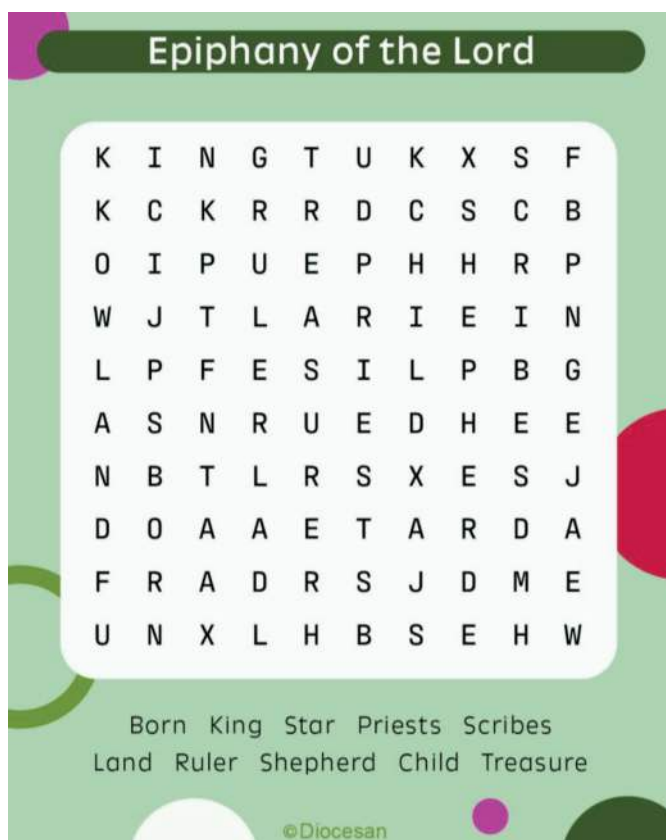 Epiphany of the Lord
K I N G T U K X S F
K C K R R D C S C B
O I P U E P H H R P
W J T L A R I E I N
L P F E S I L P B G
A S N R U E D H E E
N B T L R S X E S J
D O A A E T A R D A
F R A D R S J D M E
U N X L H B S E H W
Born King Star Priests Scribes
Land Ruler Shepherd Child Treasure
©Diocesan